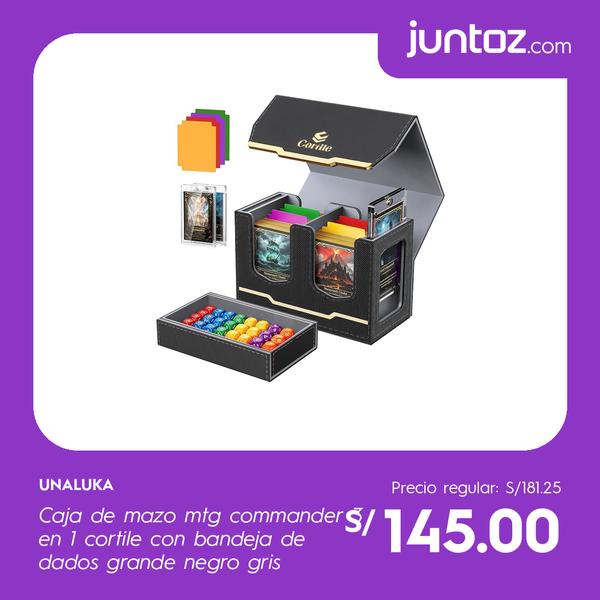 juntoz.com
Cortile
UNALUKA
Precio regular: S/181.25
Caja de mazo mtg commander 3
en 1 cortile con bandeja de
dados grande negro gris
S/ 145.00